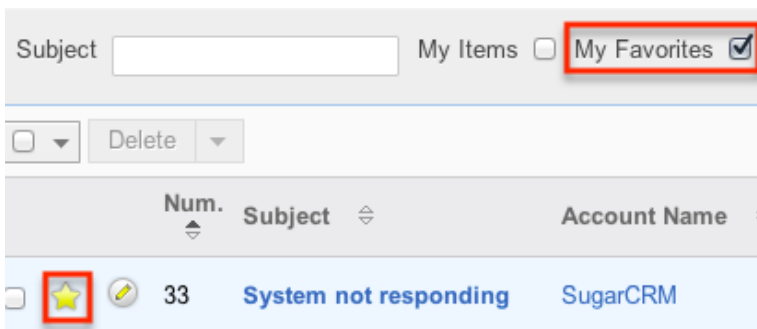 Subject My Items My Favorites
Delete
Num. Subject Account Name
33 System not responding SugarCRM